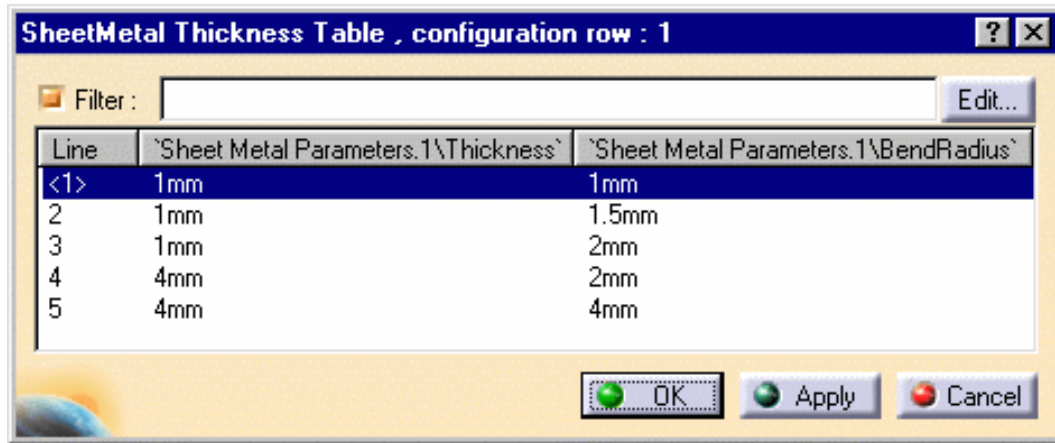 SheetMetal Thickness Table , configuration row : 1
Filter : Edit...
Line `Sheet Metal Parameters.1\Thickness` `Sheet Metal Parameters.1\BendRadius`
<1> 1mm 1mm
2 1mm 1.5mm
3 1mm 2mm
4 4mm 2mm
5 4mm 4mm
OK Apply Cancel